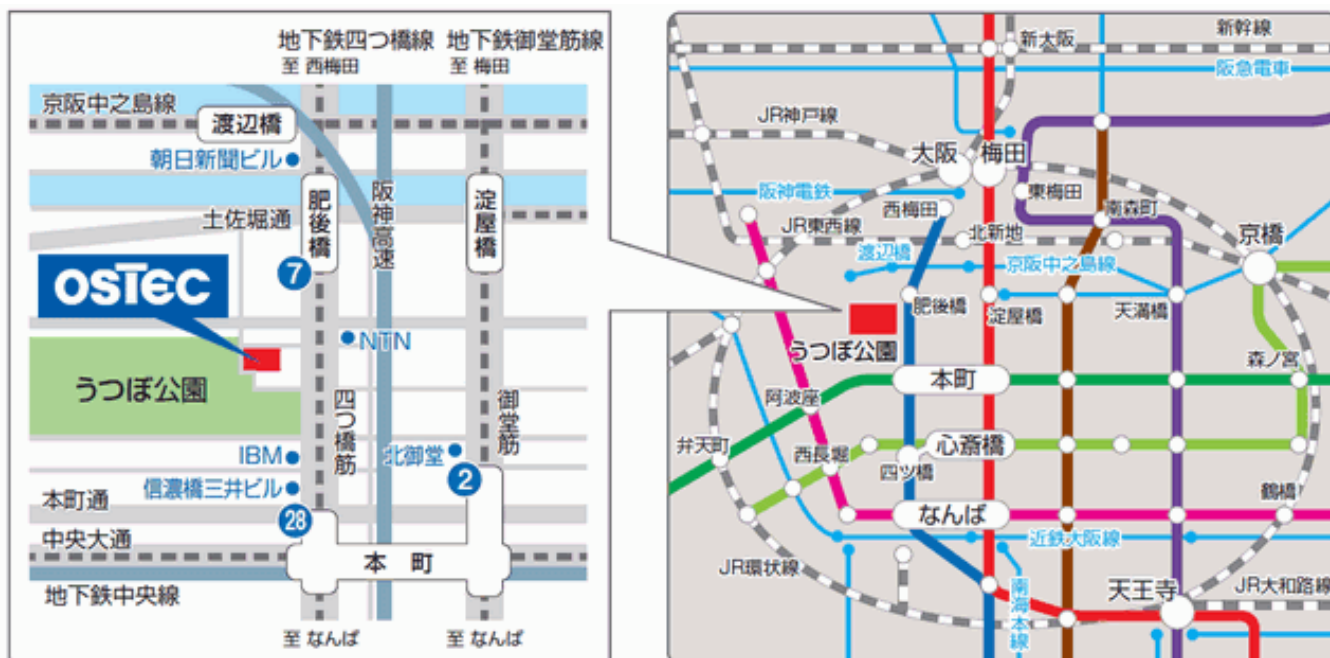 地下鉄四つ橋線
至 西梅田
地下鉄御堂筋線
至 梅田
京阪中之島線
渡辺橋
朝日新聞ビル
肥後橋
阪神高速
淀屋橋
土佐堀通
7
OSTEC
NTN
うつぼ公園
四つ橋筋
御堂筋
IBM
北御堂
2
信濃橋三井ビル
本町通
28
中央大通
本町
地下鉄中央線
至 なんば
至 なんば
新大阪
新幹線
阪急電車
JR神戸線
大阪
梅田
阪神電鉄
東梅田
西梅田
南森町
JR東西線
北新地
京橋
渡辺橋
京阪中之島線
肥後橋
淀屋橋
天満橋
うつぼ公園
森ノ宮
本町
阿波座
弁天町
心斎橋
西長堀
四ツ橋
鶴橋
なんば
近鉄大阪線
JR環状線
南海本線
天王寺
JR大和路線